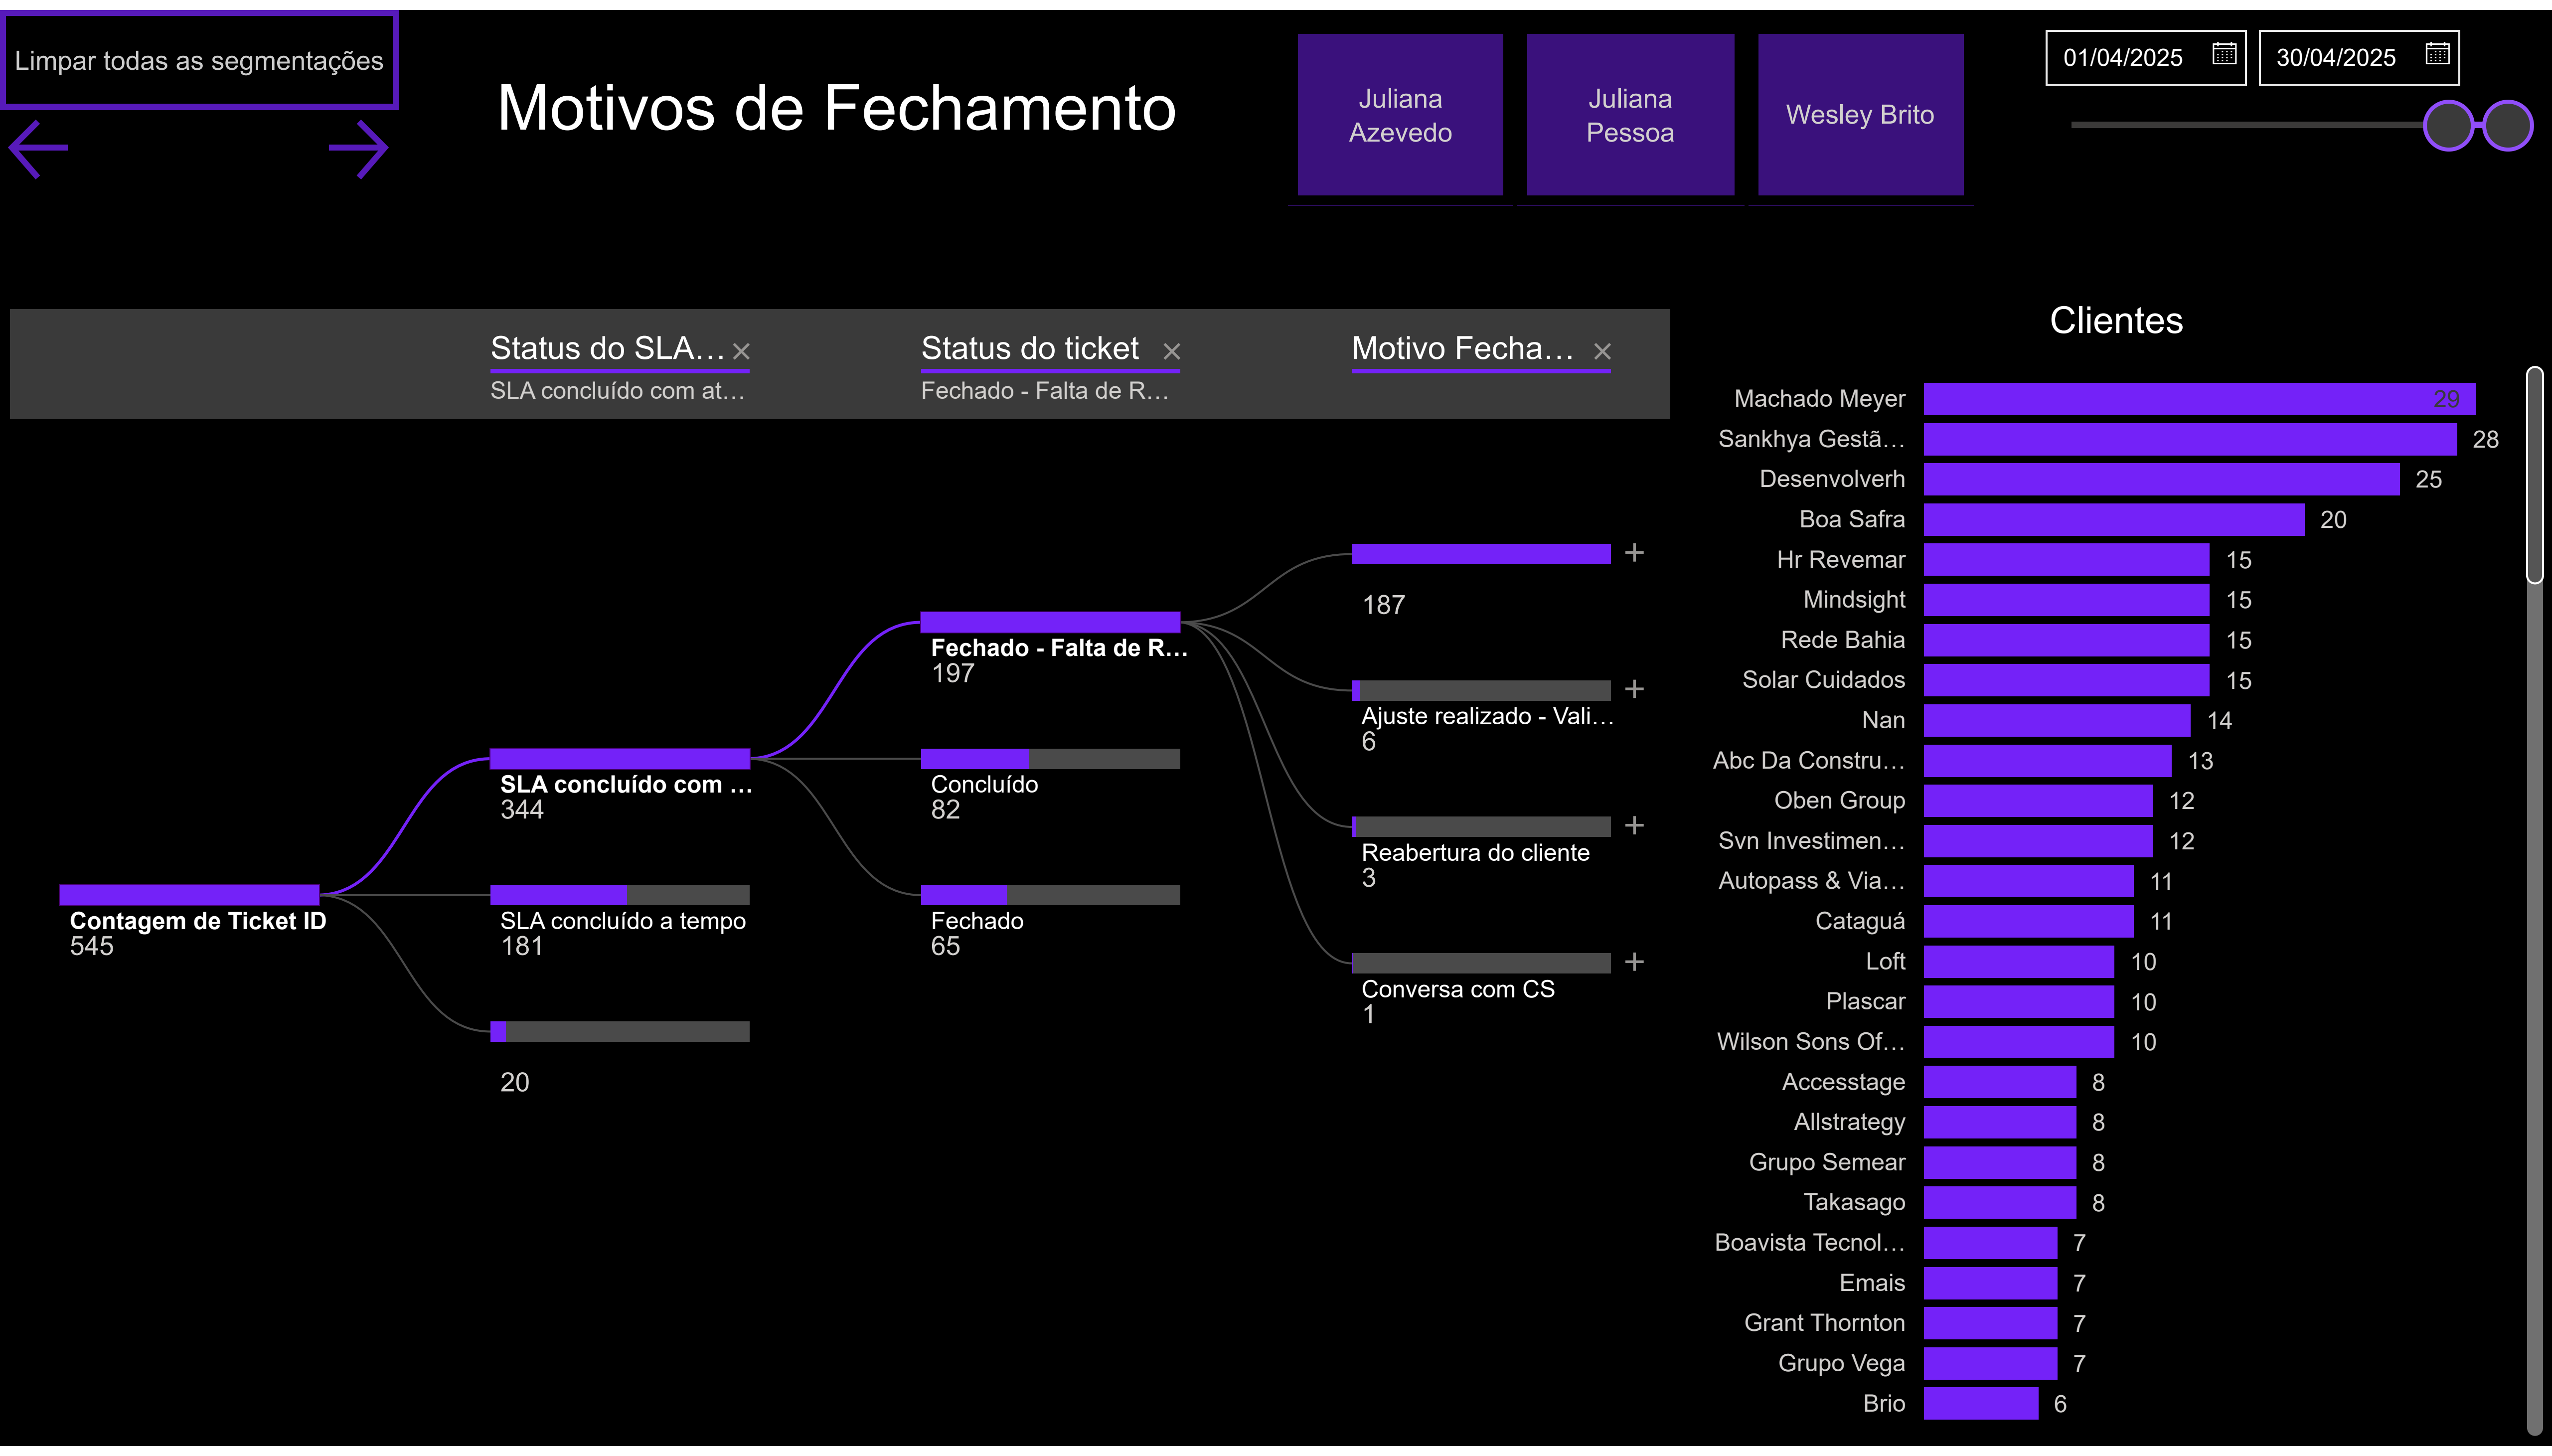 Limpar todas as segmentações
Motivos de Fechamento
Juliana
Azevedo
Juliana
Pessoa
Wesley Brito
01/04/2025
30/04/2025
Status do SLA…
SLA concluído com at…
Status do ticket
Fechado - Falta de R…
Motivo Fecha…
Contagem de Ticket ID
545
SLA concluído com …
344
SLA concluído a tempo
181
20
Fechado - Falta de R…
197
Concluído
82
Fechado
65
187
Ajuste realizado - Vali…
6
Reabertura do cliente
3
Conversa com CS
1
Clientes
Machado Meyer 29
Sankhya Gestã… 28
Desenvolverh 25
Boa Safra 20
Hr Revemar 15
Mindsight 15
Rede Bahia 15
Solar Cuidados 15
Nan 14
Abc Da Constru… 13
Oben Group 12
Svn Investimen… 12
Autopass & Via… 11
Cataguá 11
Loft 10
Plascar 10
Wilson Sons Of… 10
Accesstage 8
Allstrategy 8
Grupo Semear 8
Takasago 8
Boavista Tecnol… 7
Emais 7
Grant Thornton 7
Grupo Vega 7
Brio 6